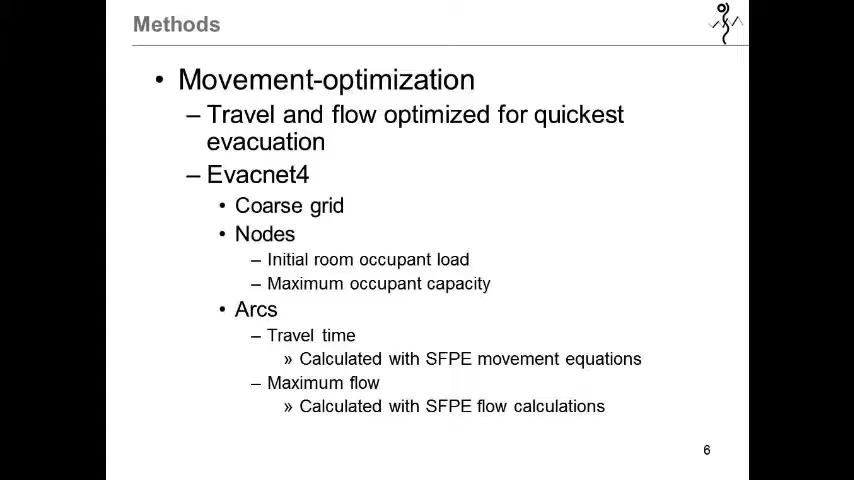 Methods
• Movement-optimization
– Travel and flow optimized for quickest
evacuation
– Evacnet4
• Coarse grid
• Nodes
– Initial room occupant load
– Maximum occupant capacity
• Arcs
– Travel time
» Calculated with SFPE movement equations
– Maximum flow
» Calculated with SFPE flow calculations
6